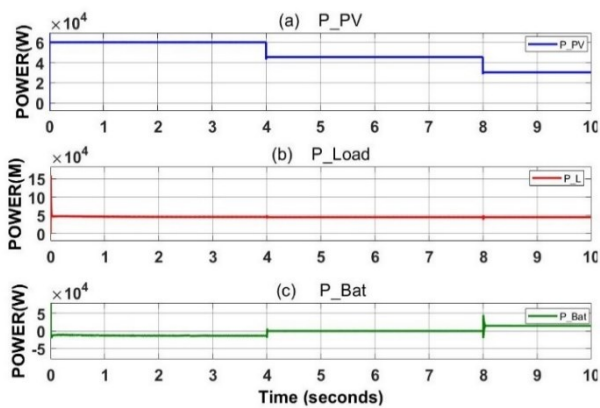 (a) P_PV
×10⁴
POWER(W)
6
4
2
0
P_PV
0 1 2 3 4 5 6 7 8 9 10
(b) P_Load
×10⁴
POWER(M)
15
10
5
0
P_L
0 1 2 3 4 5 6 7 8 9 10
(c) P_Bat
×10⁴
POWER(W)
5
0
-5
P_Bat
0 1 2 3 4 5 6 7 8 9 10
Time (seconds)